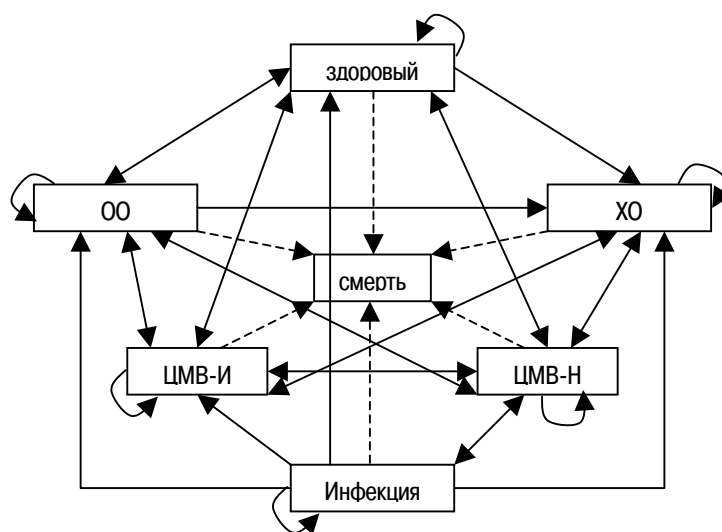 здоровый
ОО
ХО
смерть
ЦМВ-И
ЦМВ-Н
Инфекция